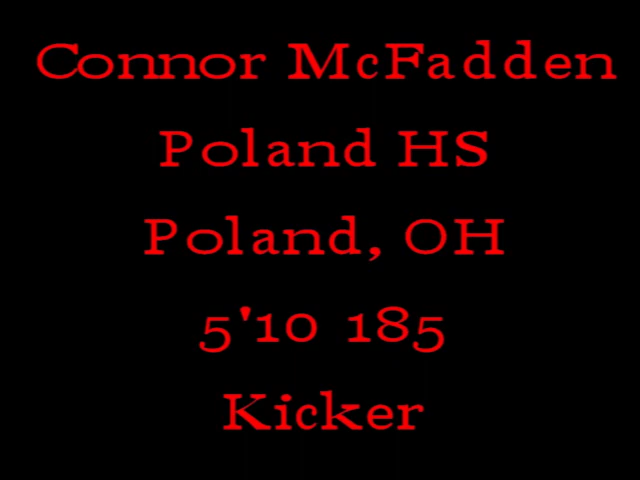 Connor McFadden
Poland HS
Poland, OH
5'10 185
Kicker